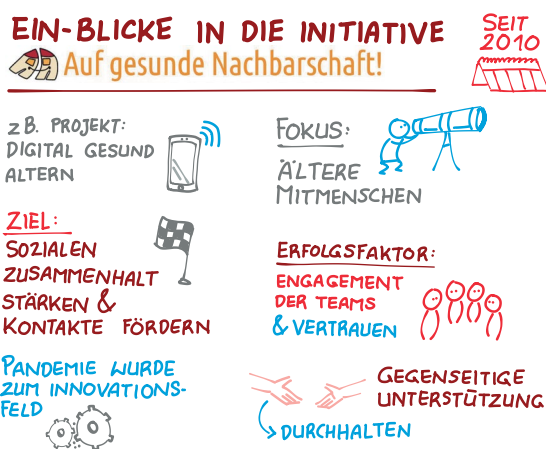 EIN-BLICKE IN DIE INITIATIVE
Auf gesunde Nachbarschaft!
SEIT
2010
ZB. PROJEKT:
DIGITAL GESUND
ALTERN
FOKUS:
ÄLTERE
MITMENSCHEN
ZIEL:
SOZIALEN
ZUSAMMENHALT
STÄRKEN &
KONTAKTE FÖRDERN
ERFOLGSFAKTOR:
ENGAGEMENT
DER TEAMS
& VERTRAUEN
PANDEMIE WURDE
ZUM INNOVATIONS-
FELD
GEGENSEITIGE
UNTERSTÜTZUNG
DURCHHALTEN